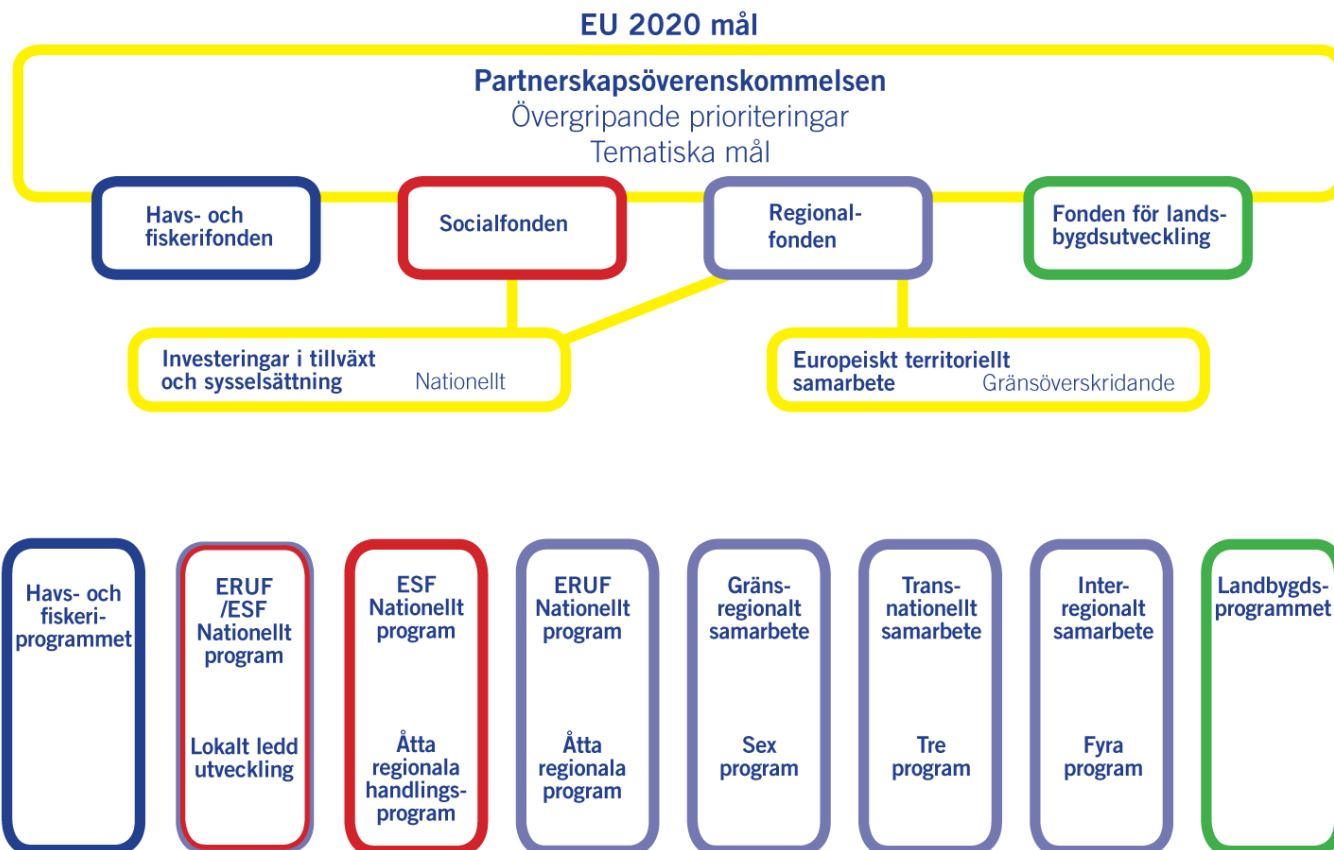 EU 2020 mål
Partnerskapsöverenskommelsen
Övergripande prioriteringar
Tematiska mål
Havs- och
fiskerifonden
Socialfonden
Regional-
fonden
Fonden för lands-
bygdsutveckling
Investeringar i tillväxt
och sysselsättning Nationellt
Europeiskt territoriellt
samarbete Gränsöverskridande
Havs- och
fiskeri-
programmet
ERUF
/ESF
Nationellt
program
Lokalt ledd
utveckling
ESF
Nationellt
program
Åtta
regionala
handlings-
program
ERUF
Nationellt
program
Åtta
regionala
program
Gräns-
regionalt
samarbete
Sex
program
Trans-
nationellt
samarbete
Tre
program
Inter-
regionalt
samarbete
Fyra
program
Landbygds-
programmet